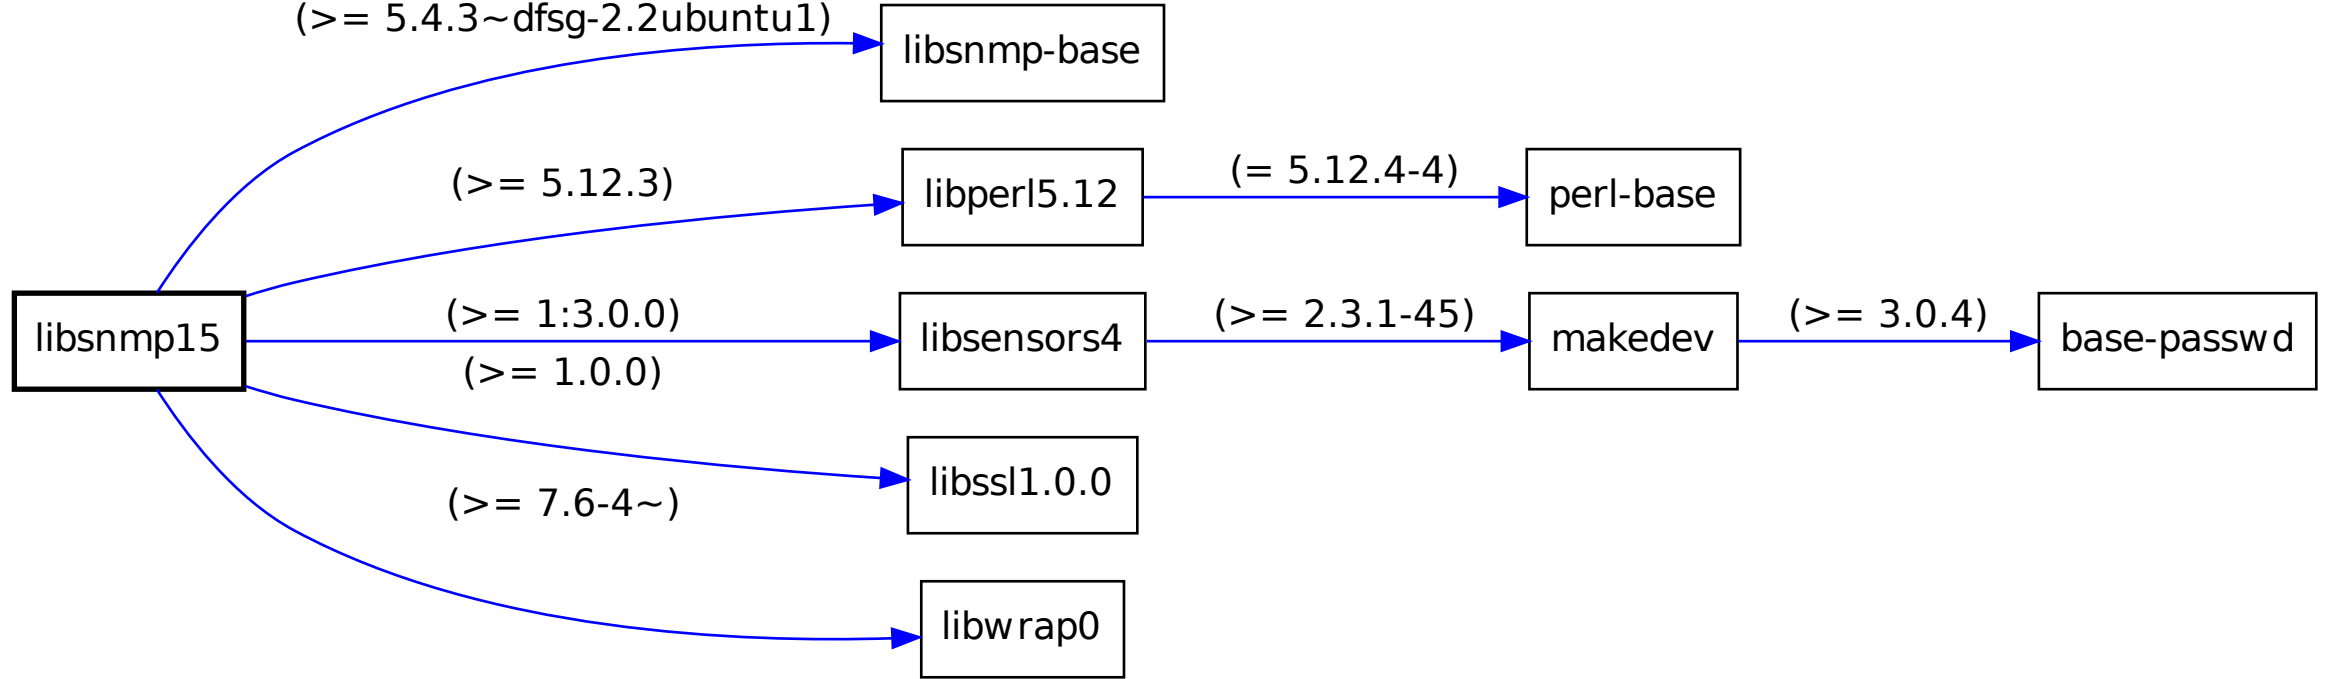 (>= 5.4.3~dfsg-2.2ubuntu1)
libsnmp-base
(>= 5.12.3)
libperl5.12
(= 5.12.4-4)
perl-base
libsnmp15
(>= 1:3.0.0)
libsensors4
(>= 2.3.1-45)
makedev
(>= 3.0.4)
base-passwd
(>= 1.0.0)
libssl1.0.0
(>= 7.6-4~)
libwrap0